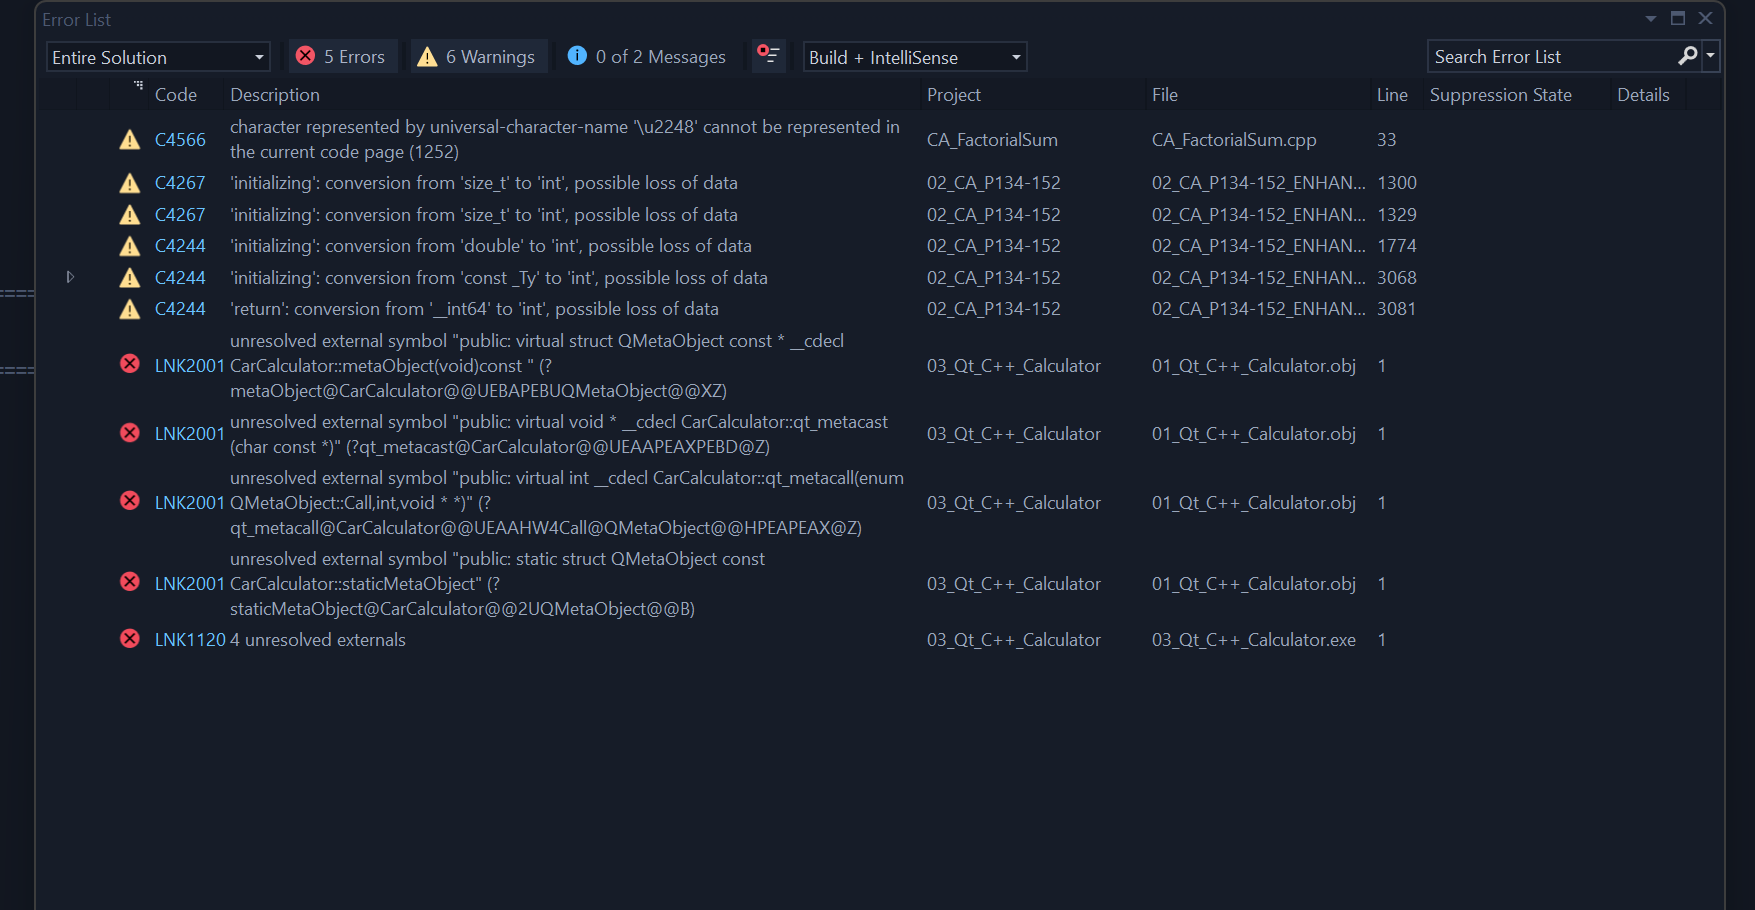 Error List
Entire Solution
5 Errors
6 Warnings
0 of 2 Messages
Build + IntelliSense
Search Error List
Code Description Project File Line Suppression State Details
character represented by universal-character-name '\u2248' cannot be represented in
C4566 the current code page (1252) CA_FactorialSum CA_FactorialSum.cpp 33
C4267 'initializing': conversion from 'size_t' to 'int', possible loss of data 02_CA_P134-152 02_CA_P134-152_ENHAN... 1300
C4267 'initializing': conversion from 'size_t' to 'int', possible loss of data 02_CA_P134-152 02_CA_P134-152_ENHAN... 1329
C4244 'initializing': conversion from 'double' to 'int', possible loss of data 02_CA_P134-152 02_CA_P134-152_ENHAN... 1774
C4244 'initializing': conversion from 'const _Ty' to 'int', possible loss of data 02_CA_P134-152 02_CA_P134-152_ENHAN... 3068
C4244 'return': conversion from '__int64' to 'int', possible loss of data 02_CA_P134-152 02_CA_P134-152_ENHAN... 3081
unresolved external symbol "public: virtual struct QMetaObject const * __cdecl
LNK2001 CarCalculator::metaObject(void)const " (? 03_Qt_C++_Calculator 01_Qt_C++_Calculator.obj 1
metaObject@CarCalculator@@UEBAPEBUQMetaObject@@XZ)
unresolved external symbol "public: virtual void * __cdecl CarCalculator::qt_metacast
LNK2001 (char const *)" (?qt_metacast@CarCalculator@@UEAAPEAXPEBD@Z) 03_Qt_C++_Calculator 01_Qt_C++_Calculator.obj 1
unresolved external symbol "public: virtual int __cdecl CarCalculator::qt_metacall(enum
LNK2001 QMetaObject::Call,int,void * *)" (? 03_Qt_C++_Calculator 01_Qt_C++_Calculator.obj 1
qt_metacall@CarCalculator@@UEAAHW4Call@QMetaObject@@HPEAPEAX@Z)
unresolved external symbol "public: static struct QMetaObject const
LNK2001 CarCalculator::staticMetaObject" (? 03_Qt_C++_Calculator 01_Qt_C++_Calculator.obj 1
staticMetaObject@CarCalculator@@2UQMetaObject@@B)
LNK1120 4 unresolved externals 03_Qt_C++_Calculator 03_Qt_C++_Calculator.exe 1